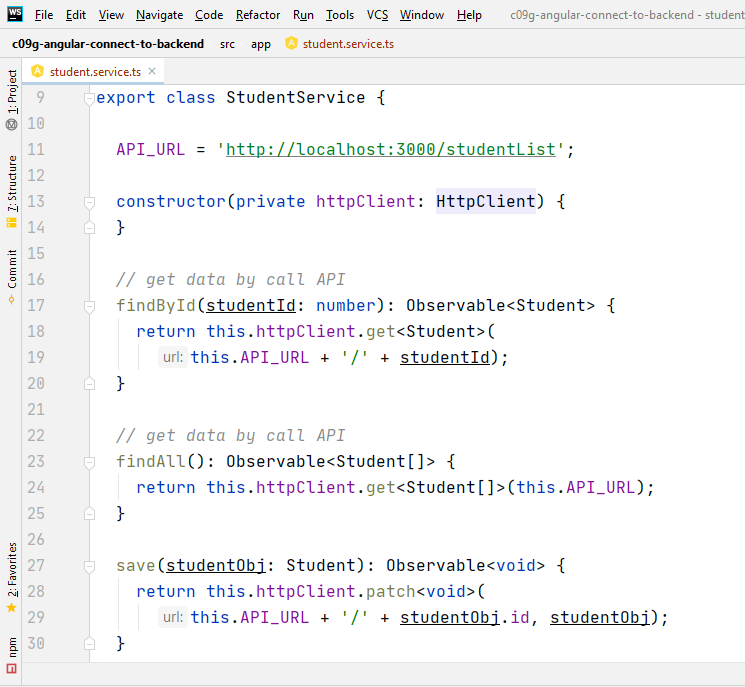 WS File Edit View Navigate Code Refactor Run Tools VCS Window Help c09g-angular-connect-to-backend - student
c09g-angular-connect-to-backend src app A student.service.ts
A student.service.ts ×
1: Project
7: Structure
Commit
2: Favorites
npm
9 export class StudentService {
10
11 API_URL = 'http://localhost:3000/studentList';
12
13 constructor(private httpClient: HttpClient) {
14 }
15
16 // get data by call API
17 findById(studentId: number): Observable<Student> {
18 return this.httpClient.get<Student>(
19 url: this.API_URL + '/' + studentId);
20 }
21
22 // get data by call API
23 findAll(): Observable<Student[]> {
24 return this.httpClient.get<Student[]>(this.API_URL);
25 }
26
27 save(studentObj: Student): Observable<void> {
28 return this.httpClient.patch<void>(
29 url: this.API_URL + '/' + studentObj.id, studentObj);
30 }